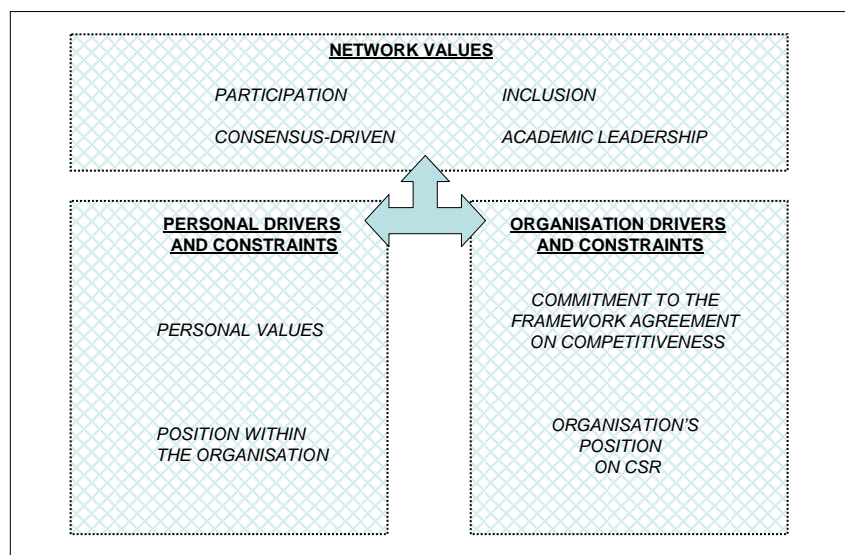 NETWORK VALUES
PARTICIPATION
INCLUSION
CONSENSUS-DRIVEN
ACADEMIC LEADERSHIP
PERSONAL DRIVERS
AND CONSTRAINTS
PERSONAL VALUES
POSITION WITHIN
THE ORGANISATION
ORGANISATION DRIVERS
AND CONSTRAINTS
COMMITMENT TO THE
FRAMEWORK AGREEMENT
ON COMPETITIVENESS
ORGANISATION'S
POSITION
ON CSR